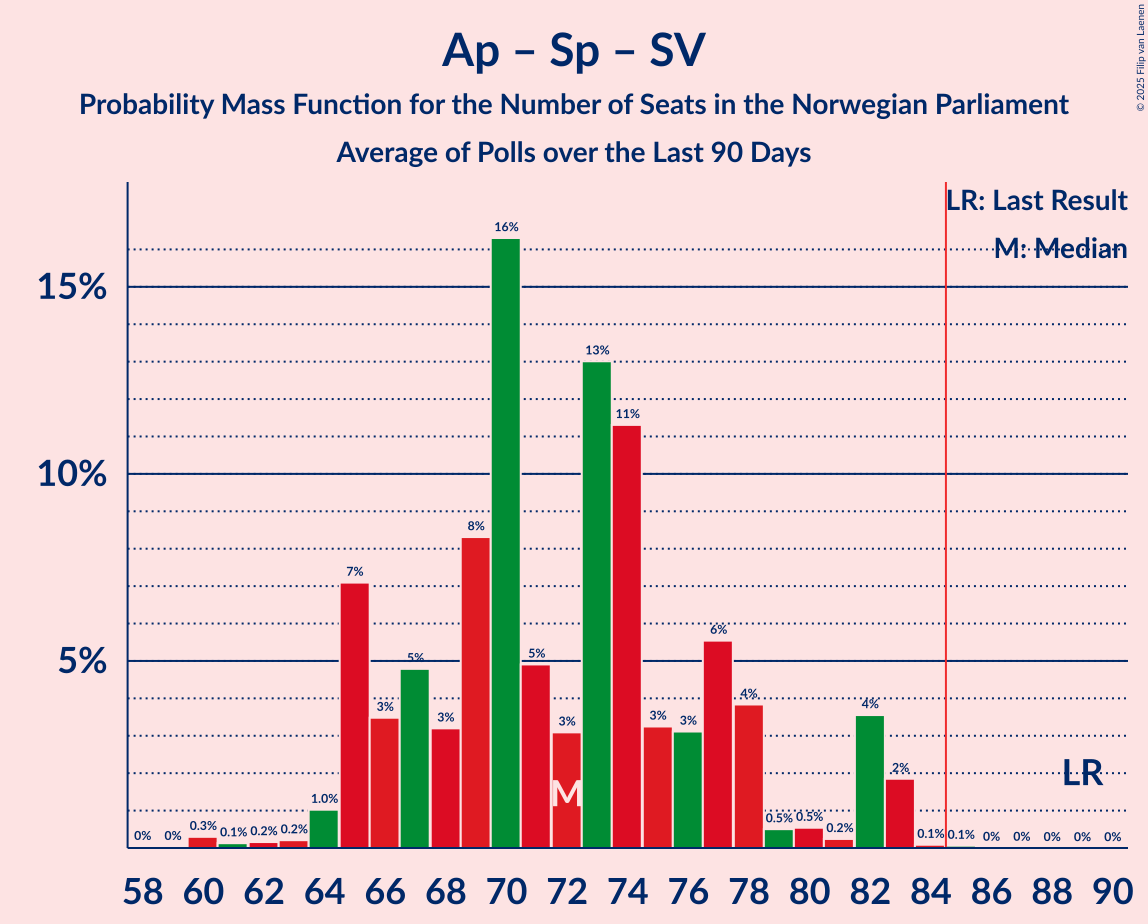 Ap – Sp – SV
Probability Mass Function for the Number of Seats in the Norwegian Parliament
Average of Polls over the Last 90 Days
© 2025 Filip van Laenen
LR: Last Result
M: Median
15%
10%
5%
0% 0% 0.3% 0.1% 0.2% 0.2% 1.0% 7% 3% 5% 3% 8% 16% 5% 3% 13% 11% 3% 3% 6% 4% 0.5% 0.5% 0.2% 4% 2% 0.1% 0.1% 0% 0% 0% 0% 0%
M
LR
58 60 62 64 66 68 70 72 74 76 78 80 82 84 86 88 90